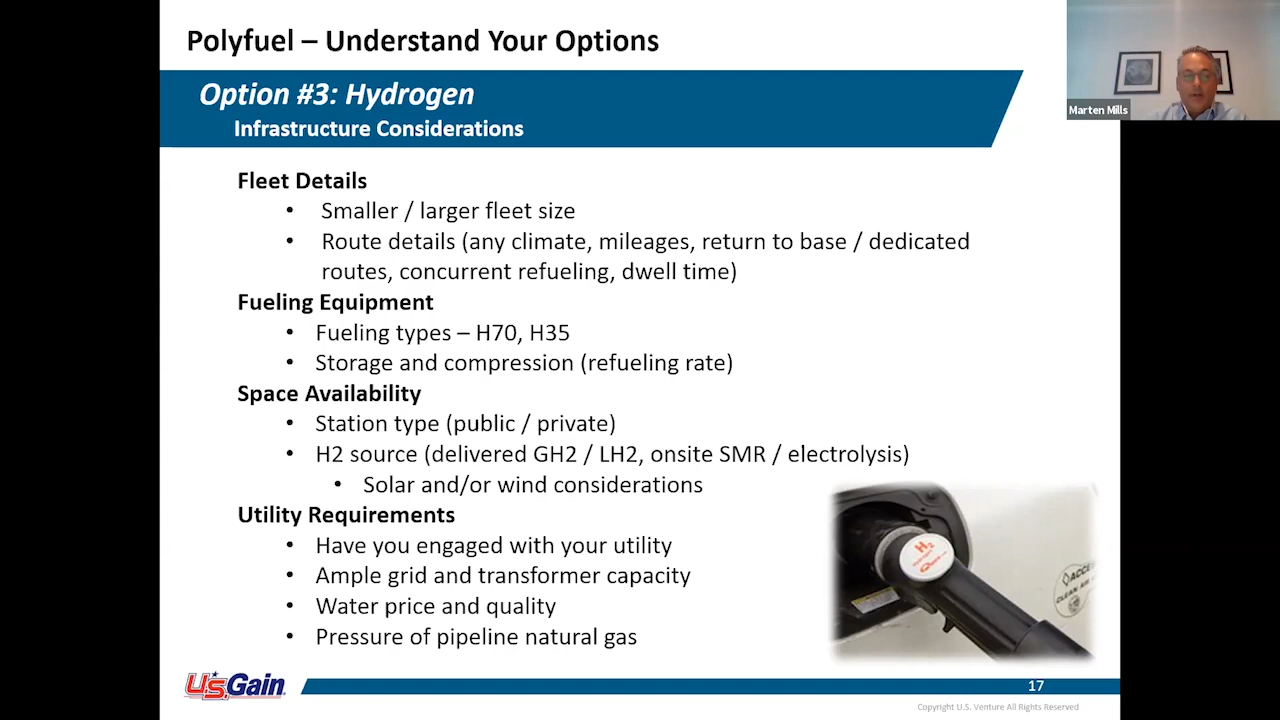 Polyfuel – Understand Your Options
Marten Mills
Option #3: Hydrogen
Infrastructure Considerations
Fleet Details
• Smaller / larger fleet size
• Route details (any climate, mileages, return to base / dedicated
routes, concurrent refueling, dwell time)
Fueling Equipment
• Fueling types – H70, H35
• Storage and compression (refueling rate)
Space Availability
• Station type (public / private)
• H2 source (delivered GH2 / LH2, onsite SMR / electrolysis)
• Solar and/or wind considerations
Utility Requirements
• Have you engaged with your utility
• Ample grid and transformer capacity
• Water price and quality
• Pressure of pipeline natural gas
H2
CLEAN AIR
U.S. Gain
17
Copyright U.S. Venture All Rights Reserved